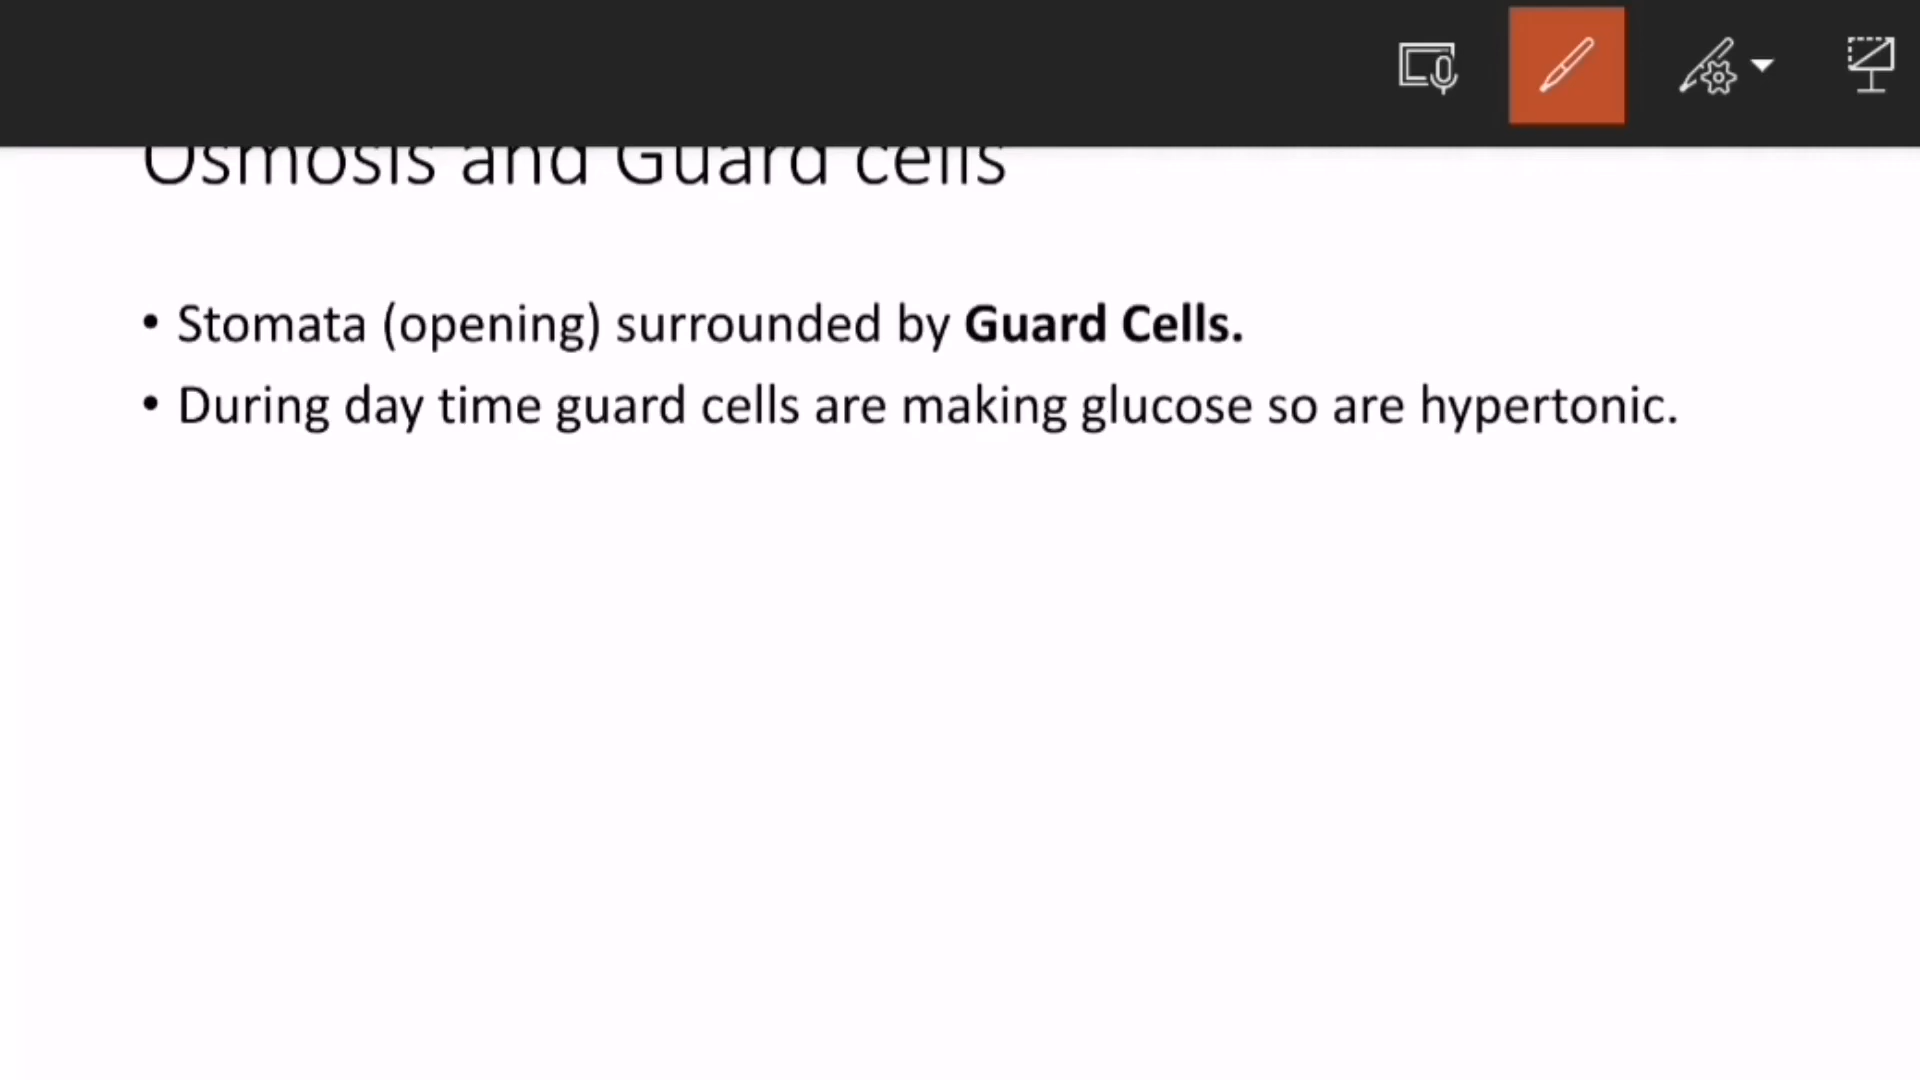 Osmosis and Guard cells
• Stomata (opening) surrounded by Guard Cells.
• During day time guard cells are making glucose so are hypertonic.